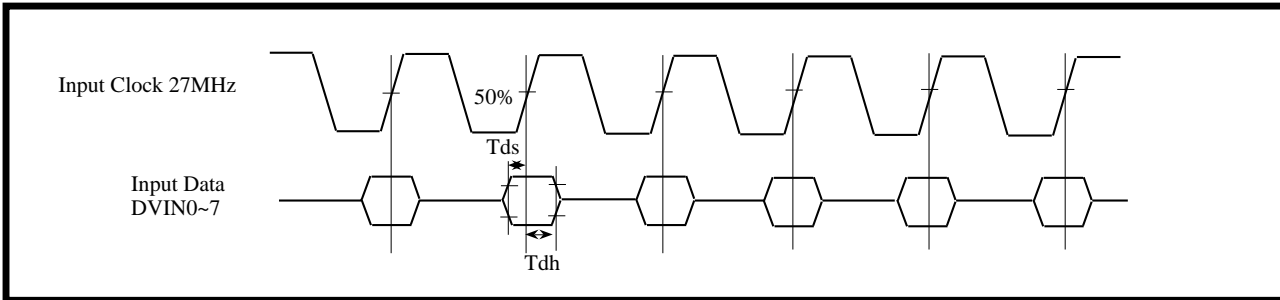 Input Clock 27MHz
50%
Tds
Input Data
DVIN0~7
Tdh